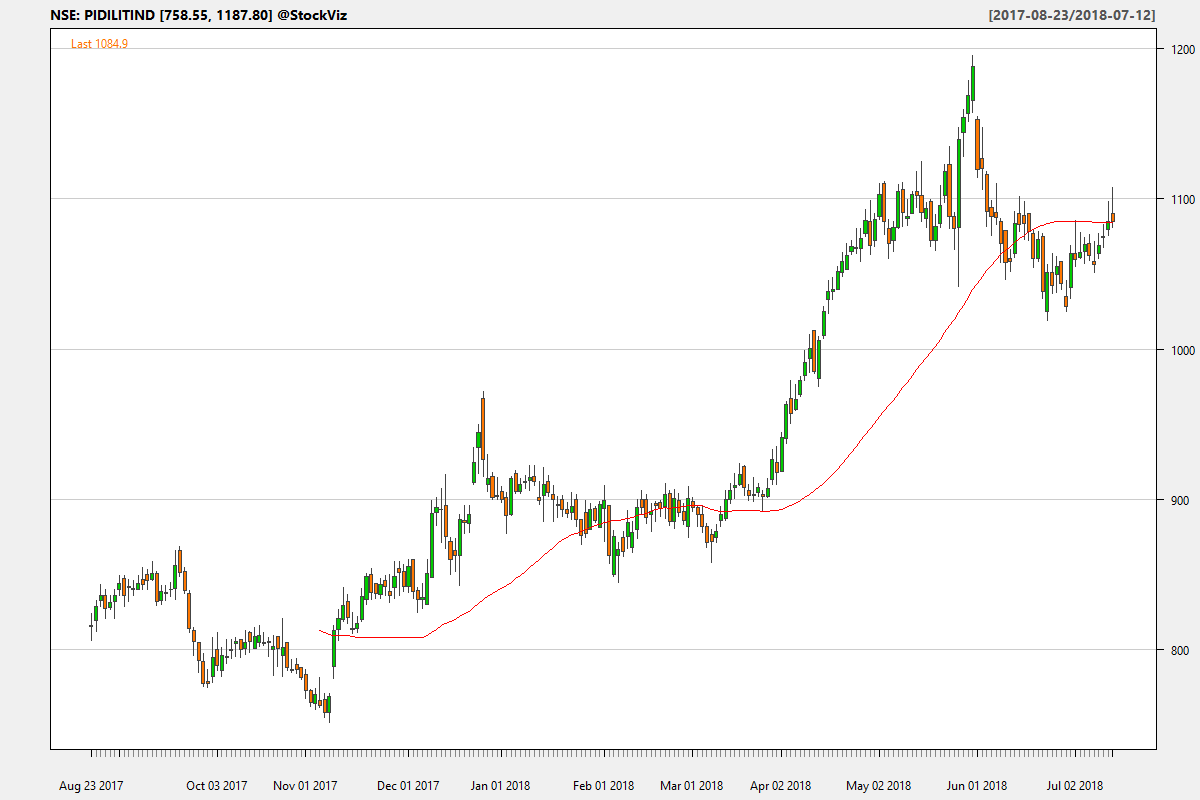 NSE: PIDILITIND [758.55, 1187.80] @StockViz
[2017-08-23/2018-07-12]
Last 1084.9
1200
1100
1000
900
800
Aug 23 2017 Oct 03 2017 Nov 01 2017 Dec 01 2017 Jan 01 2018 Feb 01 2018 Mar 01 2018 Apr 02 2018 May 02 2018 Jun 01 2018 Jul 02 2018